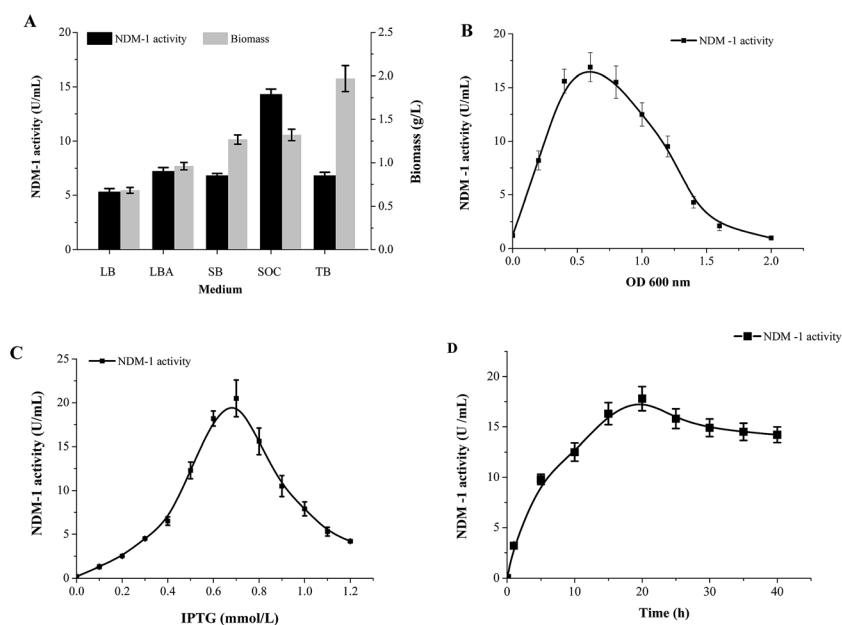 A
NDM-1 activity
Biomass
NDM-1 activity (U/mL)
20
15
10
5
0
Biomass (g/L)
2.5
2.0
1.5
1.0
0.5
0.0
LB LBA SB SOC TB
Medium
B
NDM -1 activity
NDM -1 activity (U/mL)
20
15
10
5
0
0.0 0.5 1.0 1.5 2.0
OD 600 nm
C
NDM-1 activity
NDM-1 activity (U/mL)
25
20
15
10
5
0
0.0 0.2 0.4 0.6 0.8 1.0 1.2
IPTG (mmol/L)
D
NDM -1 activity
NDM -1 activity (U /mL)
20
15
10
5
0
0 10 20 30 40
Time (h)